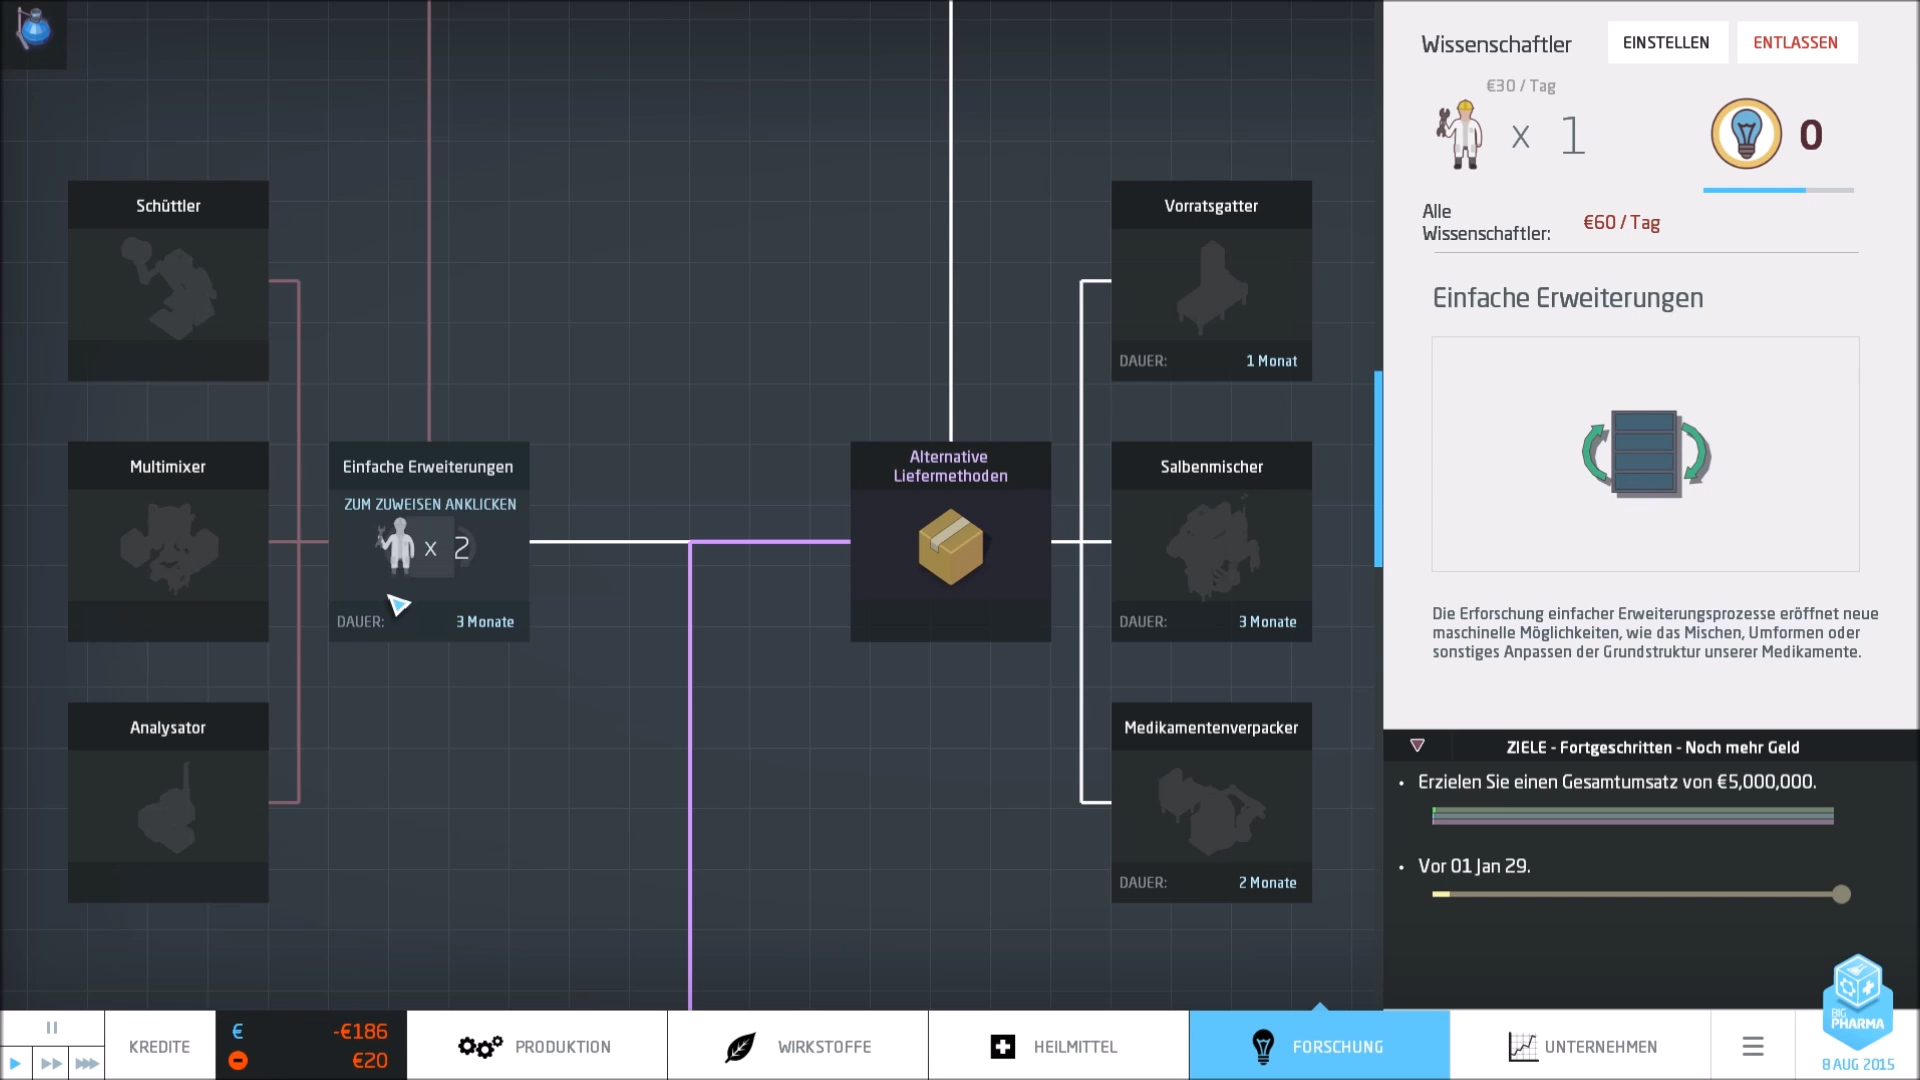 Wissenschaftler
EINSTELLEN
ENTLASSEN
€30 / Tag
x 1
0
Alle
Wissenschaftler:
€60 / Tag
Einfache Erweiterungen
Die Erforschung einfacher Erweiterungsprozesse eröffnet neue
maschinelle Möglichkeiten, wie das Mischen, Umformen oder
sonstiges Anpassen der Grundstruktur unserer Medikamente.
Schüttler
Multimixer
Analysator
Einfache Erweiterungen
ZUM ZUWEISEN ANKLICKEN
x 2
DAUER: 3 Monate
Alternative
Liefermethoden
Vorratsgatter
DAUER: 1 Monat
Salbenmischer
DAUER: 3 Monate
Medikamentenverpacker
DAUER: 2 Monate
ZIELE - Fortgeschritten - Noch mehr Geld
• Erzielen Sie einen Gesamtumsatz von €5,000,000.
• Vor 01 Jan 29.
KREDITE
€ -€186
€20
PRODUKTION
WIRKSTOFFE
HEILMITTEL
FORSCHUNG
UNTERNEHMEN
BIG
PHARMA
8 AUG 2015